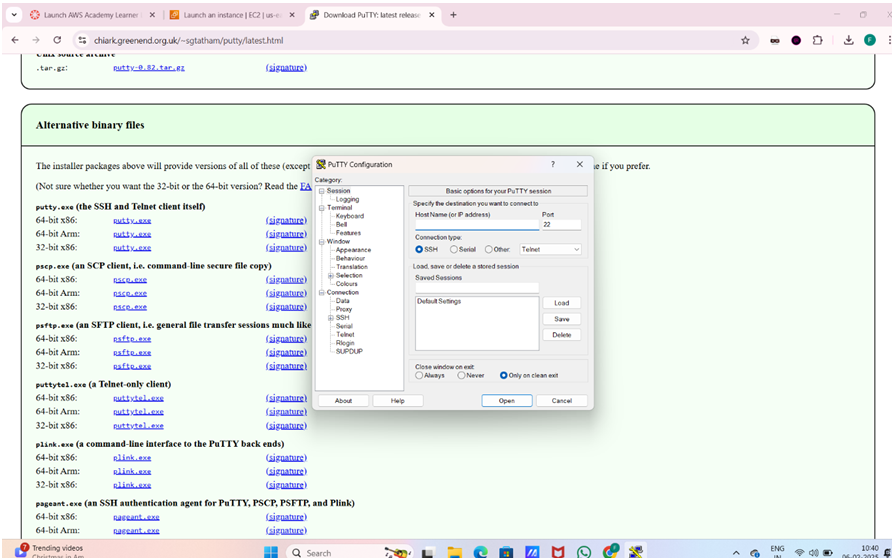 Launch AWS Academy Learner
Launch an instance | EC2 | us-e
Download PuTTY: latest release
chiark.greenend.org.uk/~sgtatham/putty/latest.html
F
Unix source archive
.tar.gz: putty-0.82.tar.gz (signature)
Alternative binary files
The installer packages above will provide versions of all of these (except
e if you prefer.
(Not sure whether you want the 32-bit or the 64-bit version? Read the FA
putty.exe (the SSH and Telnet client itself)
64-bit x86: putty.exe (signature)
64-bit Arm: putty.exe (signature)
32-bit x86: putty.exe (signature)
pscp.exe (an SCP client, i.e. command-line secure file copy)
64-bit x86: pscp.exe (signature)
64-bit Arm: pscp.exe (signature)
32-bit x86: pscp.exe (signature)
psftp.exe (an SFTP client, i.e. general file transfer sessions much like
64-bit x86: psftp.exe (signature)
64-bit Arm: psftp.exe (signature)
32-bit x86: psftp.exe (signature)
puttytel.exe (a Telnet-only client)
64-bit x86: puttytel.exe (signature)
64-bit Arm: puttytel.exe (signature)
32-bit x86: puttytel.exe (signature)
plink.exe (a command-line interface to the PuTTY back ends)
64-bit x86: plink.exe (signature)
64-bit Arm: plink.exe (signature)
32-bit x86: plink.exe (signature)
pageant.exe (an SSH authentication agent for PuTTY, PSCP, PSFTP, and Plink)
64-bit x86: pageant.exe (signature)
64-bit Arm: pageant.exe (signature)
PuTTY Configuration
?
Category:
Session
Logging
Terminal
Keyboard
Bell
Features
Window
Appearance
Behaviour
Translation
Selection
Colours
Connection
Data
Proxy
SSH
Serial
Telnet
Rlogin
SUPDUP
Basic options for your PuTTY session
Specify the destination you want to connect to
Host Name (or IP address) Port
22
Connection type:
SSH Serial Other: Telnet
Load, save or delete a stored session
Saved Sessions
Default Settings
Load
Save
Delete
Close window on exit:
Always Never Only on clean exit
About Help Open Cancel
7
Trending videos
Christmas in Am
Search
ENG
IN
10:40
06-02-2025